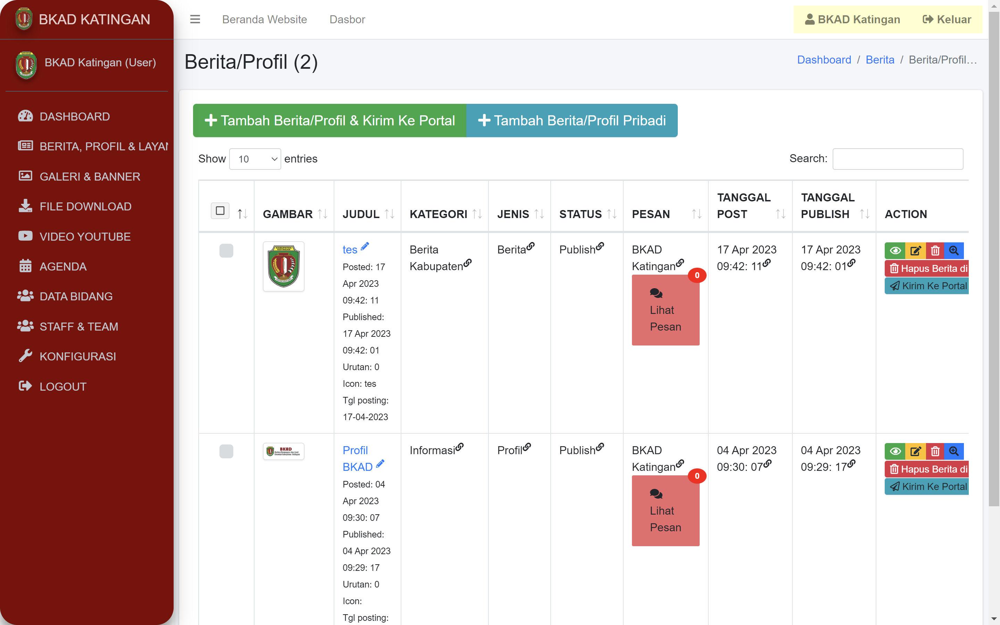 BKAD KATINGAN
Beranda Website
Dasbor
BKAD Katingan
Keluar
BKAD Katingan (User)
DASHBOARD
BERITA, PROFIL & LAYAN
GALERI & BANNER
FILE DOWNLOAD
VIDEO YOUTUBE
AGENDA
DATA BIDANG
STAFF & TEAM
KONFIGURASI
LOGOUT
Berita/Profil (2)
Dashboard / Berita / Berita/Profil...
Tambah Berita/Profil & Kirim Ke Portal
Tambah Berita/Profil Pribadi
Show 10 entries
Search:
GAMBAR
JUDUL
KATEGORI
JENIS
STATUS
PESAN
TANGGAL
POST
TANGGAL
PUBLISH
ACTION
KABUPATEN
KATINGAN
tes
Posted: 17
Apr 2023
09:42: 11
Published:
17 Apr 2023
09:42: 01
Urutan: 0
Icon: tes
Tgl posting:
17-04-2023
Berita
Kabupaten
Berita
Publish
BKAD
Katingan
0
Lihat
Pesan
17 Apr 2023
09:42: 11
17 Apr 2023
09:42: 01
Hapus Berita di
Kirim Ke Portal
BKAD
Profil
BKAD
Posted: 04
Apr 2023
09:30: 07
Published:
04 Apr 2023
09:29: 17
Urutan: 0
Icon:
Tgl posting:
Informasi
Profil
Publish
BKAD
Katingan
0
Lihat
Pesan
04 Apr 2023
09:30: 07
04 Apr 2023
09:29: 17
Hapus Berita di
Kirim Ke Portal